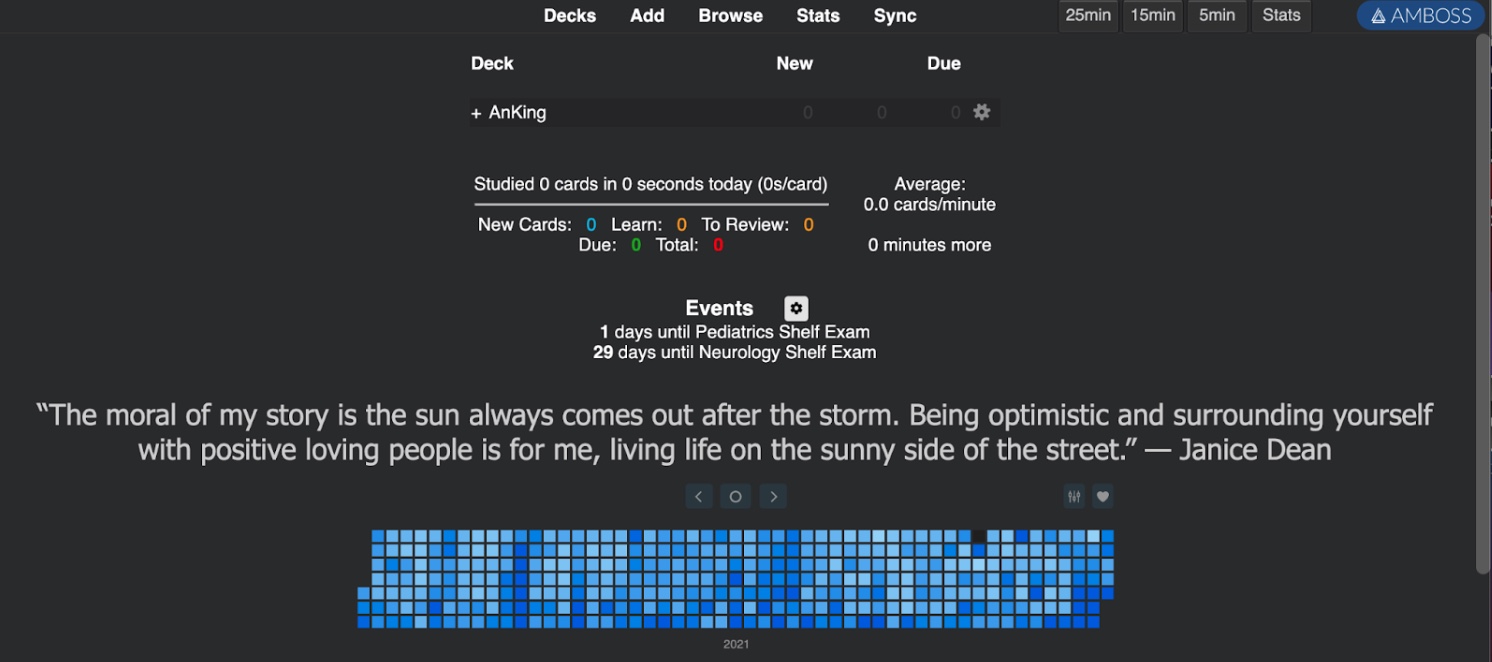 Decks Add Browse Stats Sync 25min 15min 5min Stats AMBOSS
Deck New Due
+ AnKing 0 0 0
Studied 0 cards in 0 seconds today (0s/card)
Average:
0.0 cards/minute
New Cards: 0 Learn: 0 To Review: 0
Due: 0 Total: 0
0 minutes more
Events
1 days until Pediatrics Shelf Exam
29 days until Neurology Shelf Exam
“The moral of my story is the sun always comes out after the storm. Being optimistic and surrounding yourself
with positive loving people is for me, living life on the sunny side of the street.” — Janice Dean
2021